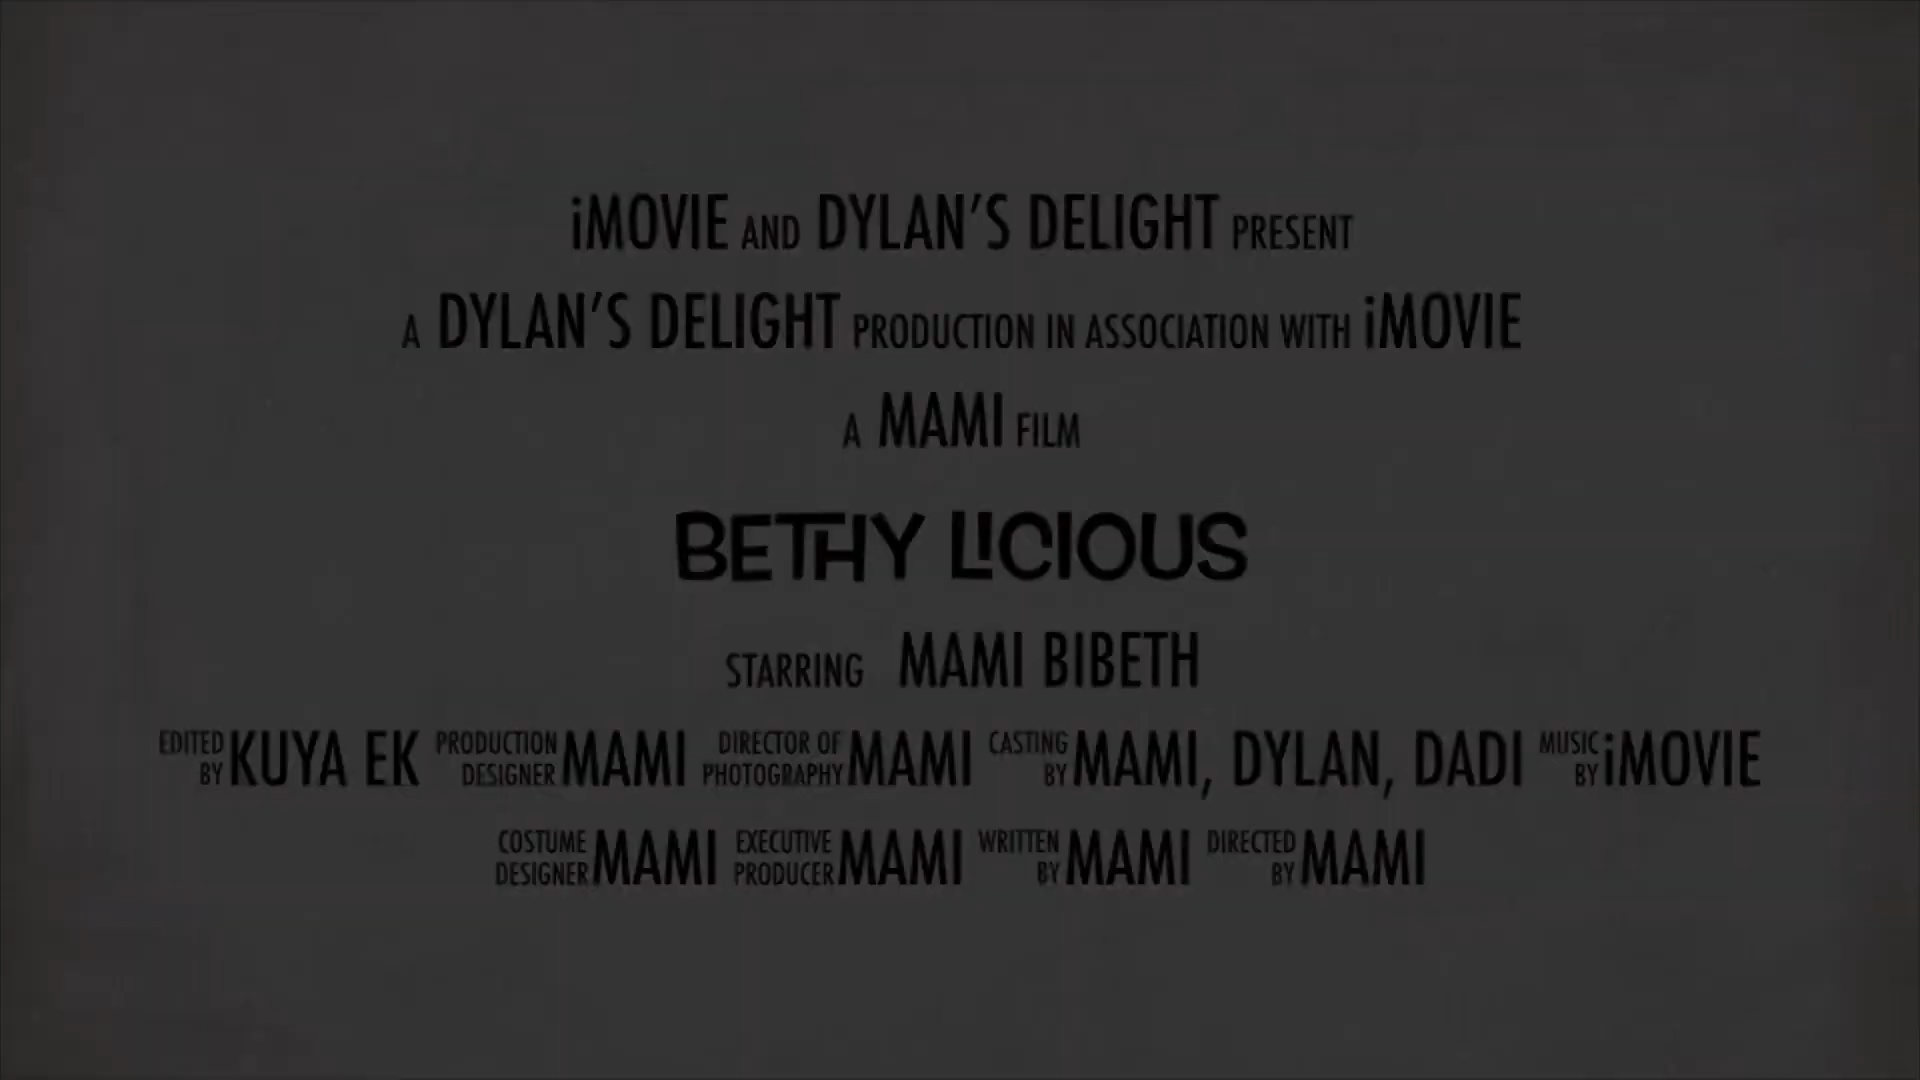 iMOVIE AND DYLAN'S DELIGHT PRESENT
A DYLAN'S DELIGHT PRODUCTION IN ASSOCIATION WITH iMOVIE
A MAMI FILM
BETHY LICIOUS
STARRING MAMI BIBETH
EDITED BY KUYA EK PRODUCTION DESIGNER MAMI DIRECTOR OF PHOTOGRAPHY MAMI CASTING BY MAMI, DYLAN, DADI MUSIC BY iMOVIE
COSTUME DESIGNER MAMI EXECUTIVE PRODUCER MAMI WRITTEN BY MAMI DIRECTED BY MAMI